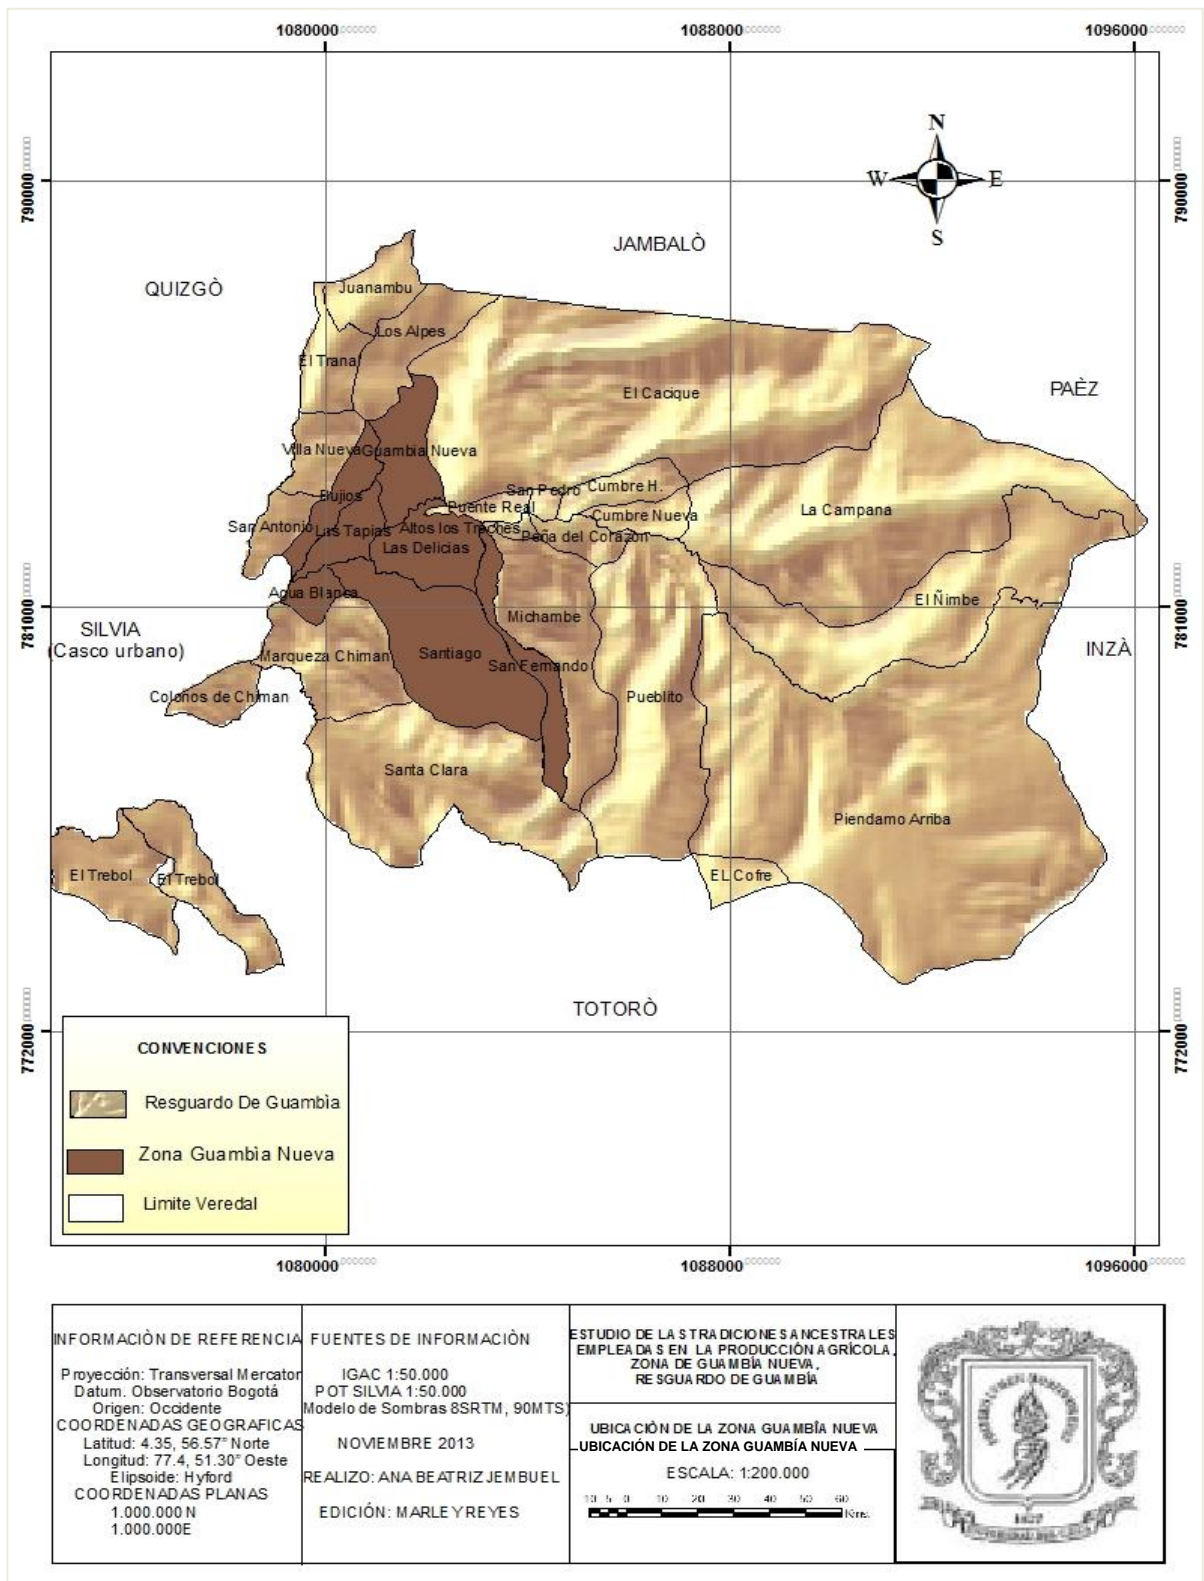 1080000
1088000
1096000
790000
790000
N
W
E
S
JAMBALÒ
QUIZGÒ
Juanambu
Los Alpes
El Tranal
El Cacique
PAÈZ
Villa Nueva
Guambia Nueva
Bujios
San Pedro
Cumbre H.
Puente Real
Cumbre Nueva
La Campana
San Antonio
Las Tapias
Altos los Troches
Peña del Corazon
Las Delicias
Agua Blanca
El Ñimbe
Michambe
781000
781000
SILVIA
(Casco urbano)
INZÀ
Marqueza Chiman
Santiago
San Fernando
Colonos de Chiman
Pueblito
Santa Clara
Piendamo Arriba
El Trebol
El Trebol
EL Cofre
TOTORÒ
772000
772000
CONVENCIONES
Resguardo De Guambìa
Zona Guambìa Nueva
Limite Veredal
1080000
1088000
1096000
INFORMACIÒN DE REFERENCIA
Proyección: Transversal Mercator
Datum. Observatorio Bogotá
Origen: Occidente
COORDENADAS GEOGRAFICAS
Latitud: 4.35, 56.57" Norte
Longitud: 77.4, 51.30" Oeste
Elipsoide: Hyford
COORDENADAS PLANAS
1.000.000 N
1.000.000E
FUENTES DE INFORMACIÒN
IGAC 1:50.000
POT SILVIA 1:50.000
Modelo de Sombras 8SRTM, 90MTS)
NOVIEMBRE 2013
REALIZO: ANA BEATRIZ JEMBUEL
EDICIÓN: MARLEY REYES
ESTUDIO DE LAS TRADICIONES ANCESTRALES
EMPLEADAS EN LA PRODUCCIÓN AGRÍCOLA,
ZONA DE GUAMBÍA NUEVA,
RESGUARDO DE GUAMBÍA
UBICACIÒN DE LA ZONA GUAMBÎA NUEVA
UBICACIÓN DE LA ZONA GUAMBÍA NUEVA
ESCALA: 1:200.000
10 5 0 10 20 30 40 50 60
Kms.
1827